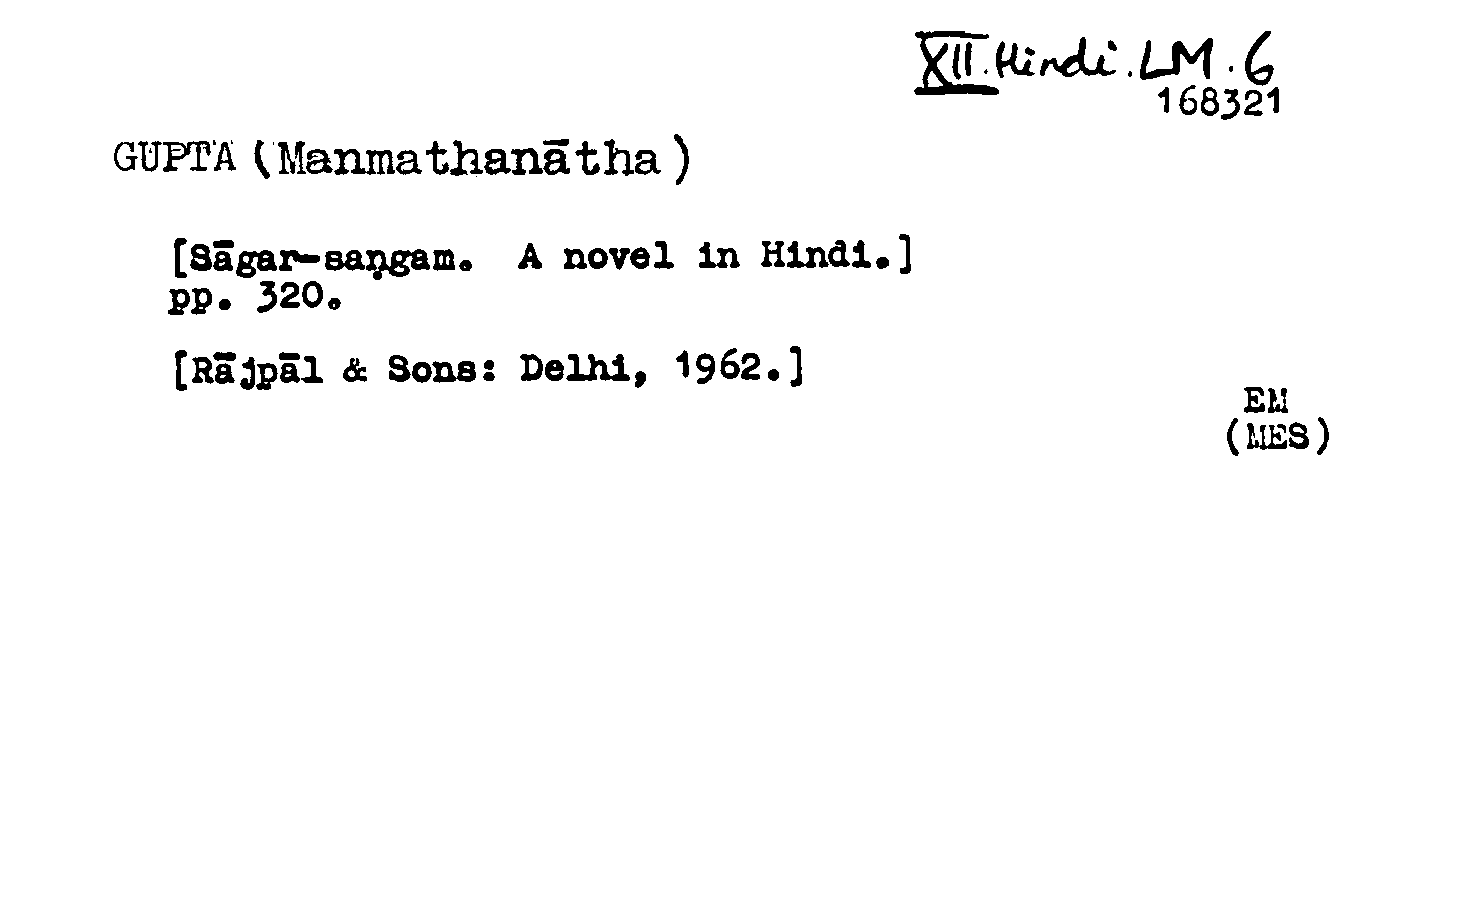 XII.Hindi.LM.6
168321
GUPTA (Manmathanātha)
[Sāgar-saṇgam. A novel in Hindi.]
pp. 320.
[Rājpāl & Sons: Delhi, 1962.]
EM
(MES)